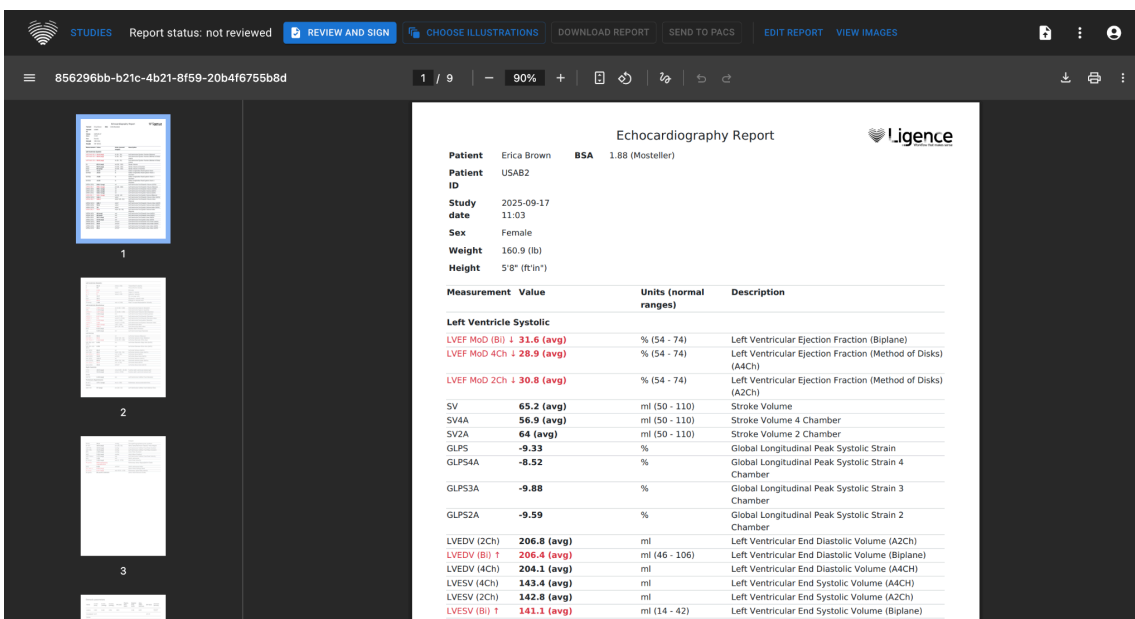 STUDIES Report status: not reviewed REVIEW AND SIGN CHOOSE ILLUSTRATIONS DOWNLOAD REPORT SEND TO PACS EDIT REPORT VIEW IMAGES
856296bb-b21c-4b21-8f59-20b4f6755b8d 1 / 9 − 90% +
1
2
3
Echocardiography Report Ligence
Patient Erica Brown BSA 1.88 (Mosteller)
Patient USAB2
ID
Study 2025-09-17
date 11:03
Sex Female
Weight 160.9 (lb)
Height 5'8" (ft'in")
Measurement Value Units (normal Description
ranges)
Left Ventricle Systolic
LVEF MoD (Bi) ↓ 31.6 (avg) % (54 - 74) Left Ventricular Ejection Fraction (Biplane)
LVEF MoD 4Ch ↓ 28.9 (avg) % (54 - 74) Left Ventricular Ejection Fraction (Method of Disks)
(A4Ch)
LVEF MoD 2Ch ↓ 30.8 (avg) % (54 - 74) Left Ventricular Ejection Fraction (Method of Disks)
(A2Ch)
SV 65.2 (avg) ml (50 - 110) Stroke Volume
SV4A 56.9 (avg) ml (50 - 110) Stroke Volume 4 Chamber
SV2A 64 (avg) ml (50 - 110) Stroke Volume 2 Chamber
GLPS -9.33 % Global Longitudinal Peak Systolic Strain
GLPS4A -8.52 % Global Longitudinal Peak Systolic Strain 4
Chamber
GLPS3A -9.88 % Global Longitudinal Peak Systolic Strain 3
Chamber
GLPS2A -9.59 % Global Longitudinal Peak Systolic Strain 2
Chamber
LVEDV (2Ch) 206.8 (avg) ml Left Ventricular End Diastolic Volume (A2Ch)
LVEDV (Bi) ↑ 206.4 (avg) ml (46 - 106) Left Ventricular End Diastolic Volume (Biplane)
LVEDV (4Ch) 204.1 (avg) ml Left Ventricular End Diastolic Volume (A4CH)
LVESV (4Ch) 143.4 (avg) ml Left Ventricular End Systolic Volume (A4CH)
LVESV (2Ch) 142.8 (avg) ml Left Ventricular End Systolic Volume (A2Ch)
LVESV (Bi) ↑ 141.1 (avg) ml (14 - 42) Left Ventricular End Systolic Volume (Biplane)